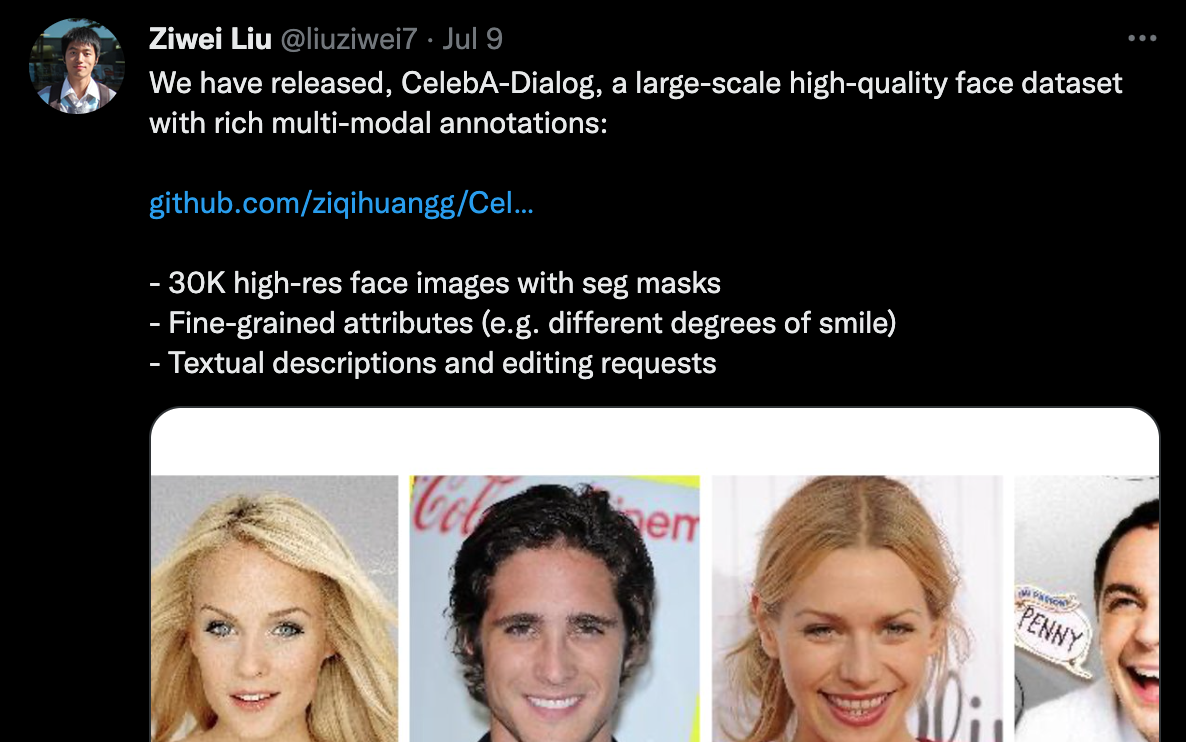 Ziwei Liu @liuziwei7 · Jul 9
We have released, CelebA-Dialog, a large-scale high-quality face dataset
with rich multi-modal annotations:
github.com/ziqihuangg/Cel…
- 30K high-res face images with seg masks
- Fine-grained attributes (e.g. different degrees of smile)
- Textual descriptions and editing requests
PENNY